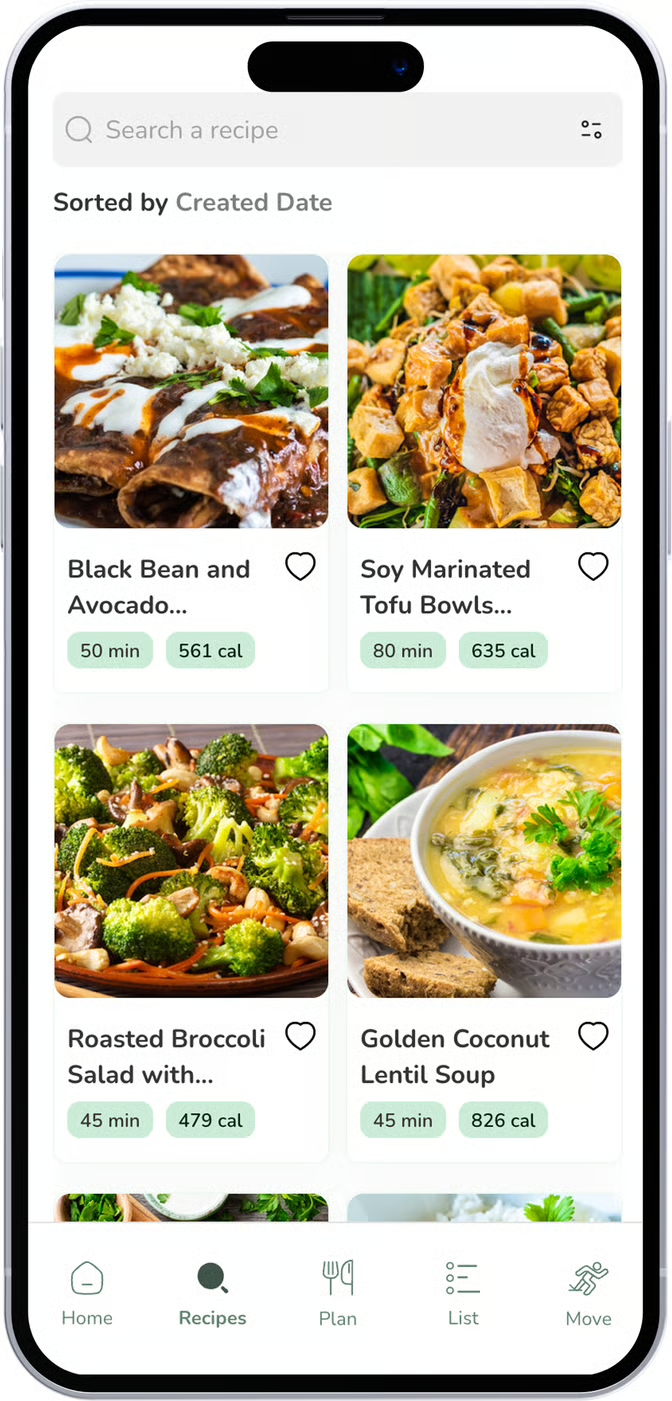 Search a recipe
Sorted by Created Date
Black Bean and
Avocado...
50 min 561 cal
Soy Marinated
Tofu Bowls...
80 min 635 cal
Roasted Broccoli
Salad with...
45 min 479 cal
Golden Coconut
Lentil Soup
45 min 826 cal
Home Recipes Plan List Move